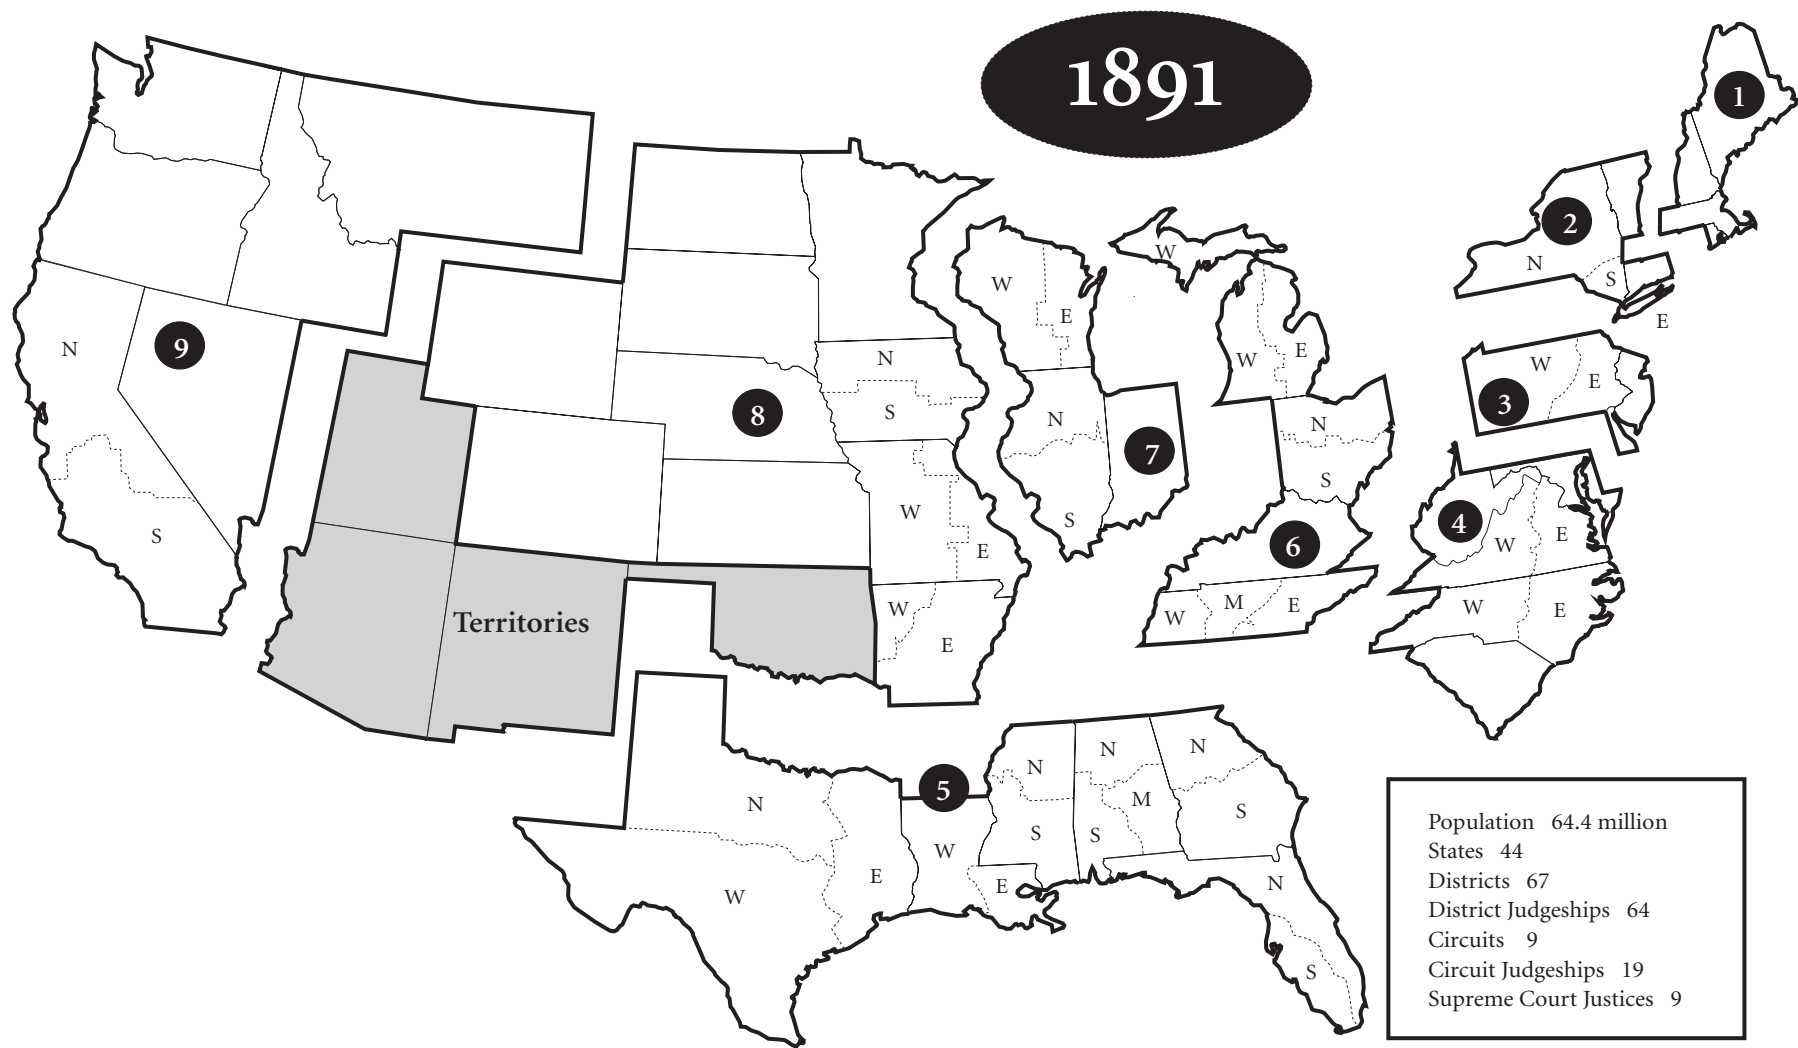 1891
1
2
N
S
E
W
W
E
W
E
N
9
N
S
8
N
S
W
E
W
E
N
S
7
W
E
N
S
6
W
M
E
3
W
E
4
W
E
W
E
S
Territories
5
N
W
E
W
E
N
S
N
M
S
N
S
N
S
Population 64.4 million
States 44
Districts 67
District Judgeships 64
Circuits 9
Circuit Judgeships 19
Supreme Court Justices 9